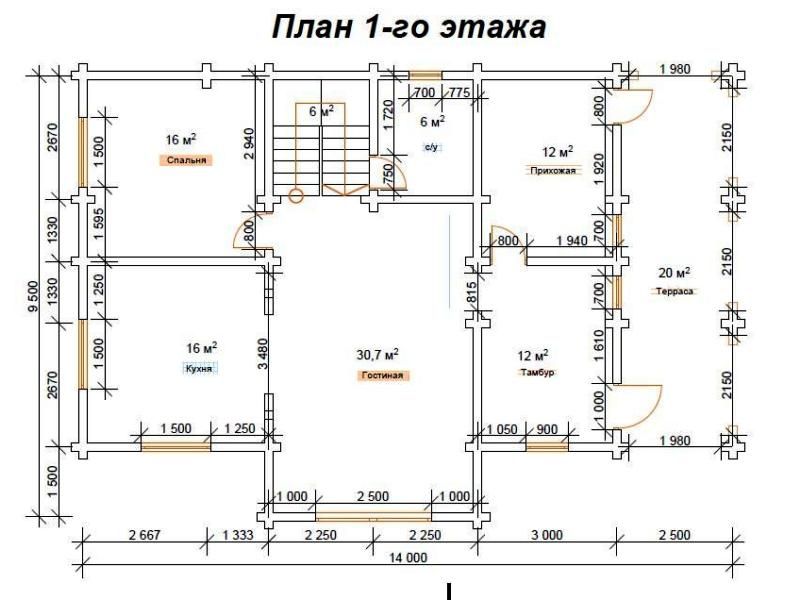 План 1-го этажа
1 980
700 775
800
6 м²
1 720
6 м²
с/у
2670
1 500
16 м²
Спальня
2 940
12 м²
Прихожая
1 920
2150
750
1330
1 595
800
700
800
1 940
2150
20 м²
Терраса
9 500
1330
1 250
815
700
3 480
16 м²
Кухня
30,7 м²
Гостиная
12 м²
Тамбур
1 610
2670
1 500
1 000
2150
1 500
1 250
1 050
900
1 980
1 500
1 000
2 500
1 000
2 667
1 333
2 250
2 250
3 000
2 500
14 000